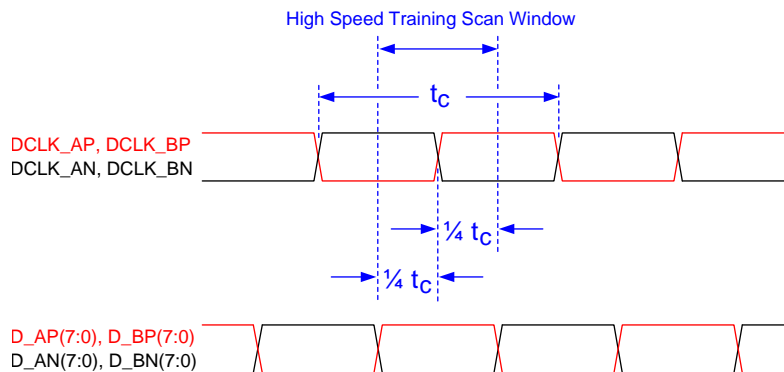 High Speed Training Scan Window
tC
DCLK_AP, DCLK_BP
DCLK_AN, DCLK_BN
¼ tC
¼ tC
D_AP(7:0), D_BP(7:0)
D_AN(7:0), D_BN(7:0)